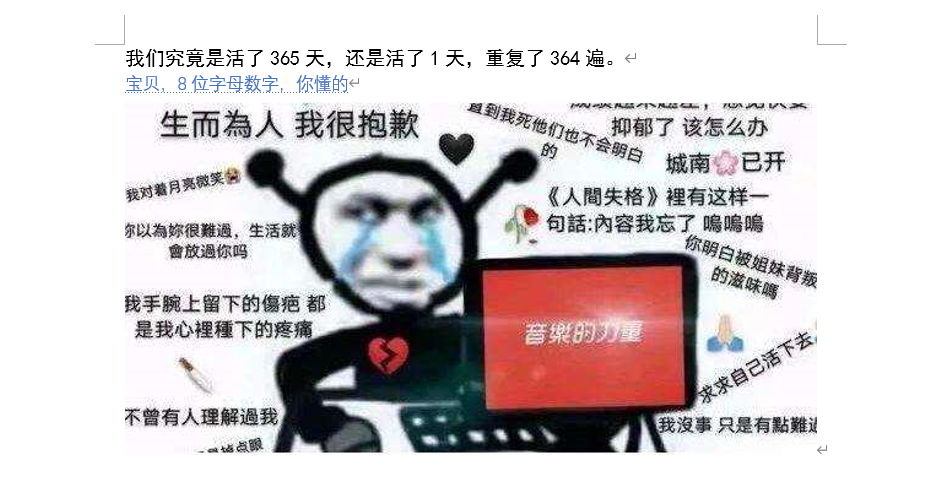 我们究竟是活了 365 天，还是活了 1 天，重复了 364 遍。
宝贝，8 位字母数字，你懂的
生而為人 我很抱歉
直到我死他们也不会明白
的
抑郁了 该怎么办
城南🌸已开
我对着月亮微笑😭
《人間失格》裡有这样一
句話:內容我忘了 嗚嗚嗚
你以為妳很難過，生活就
會放過你吗
你明白被姐妹背叛
的滋味嗎
我手腕上留下的傷疤 都
是我心裡種下的疼痛
音樂的力量
求求自己活下去
不曾有人理解過我
我沒事 只是有點難过
掉点眼